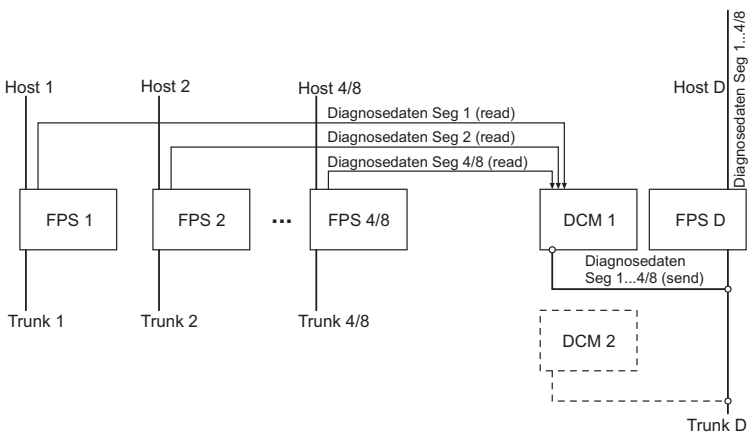 Diagnosedaten Seg 1...4/8
Host 1
Host 2
Host 4/8
Host D
Diagnosedaten Seg 1 (read)
Diagnosedaten Seg 2 (read)
Diagnosedaten Seg 4/8 (read)
FPS 1
FPS 2
...
FPS 4/8
DCM 1
FPS D
Diagnosedaten
Seg 1...4/8 (send)
Trunk 1
Trunk 2
Trunk 4/8
DCM 2
Trunk D